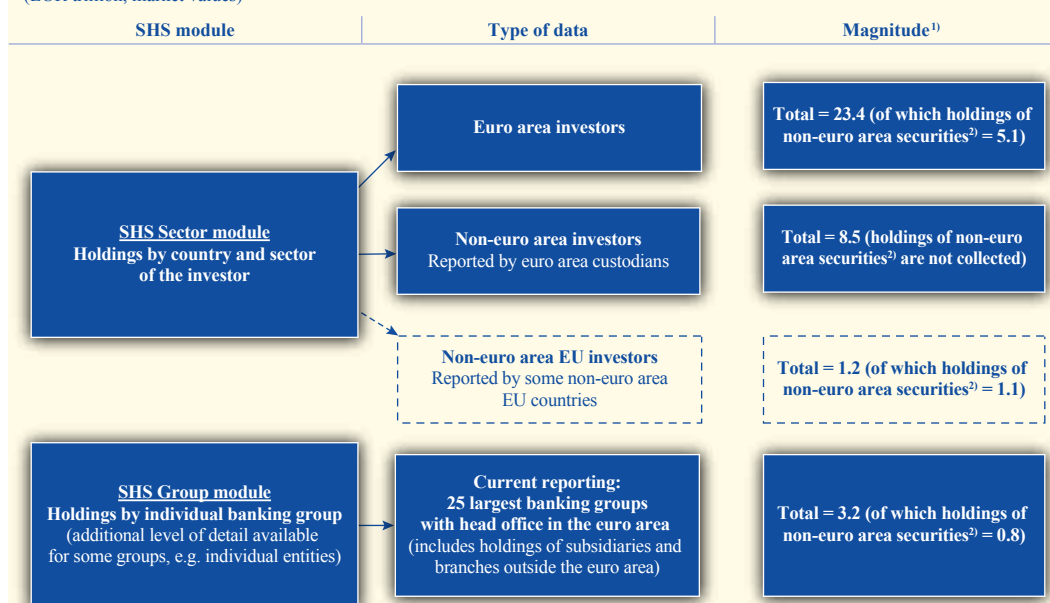 (EUR trillion; market values)
SHS module
Type of data
Magnitude1)
Euro area investors
Total = 23.4 (of which holdings of
non-euro area securities2) = 5.1)
SHS Sector module
Holdings by country and sector
of the investor
Non-euro area investors
Reported by euro area custodians
Total = 8.5 (holdings of non-euro
area securities2) are not collected)
Non-euro area EU investors
Reported by some non-euro area
EU countries
Total = 1.2 (of which holdings of
non-euro area securities2) = 1.1)
SHS Group module
Holdings by individual banking group
(additional level of detail available
for some groups, e.g. individual entities)
Current reporting:
25 largest banking groups
with head office in the euro area
(includes holdings of subsidiaries and
branches outside the euro area)
Total = 3.2 (of which holdings of
non-euro area securities2) = 0.8)